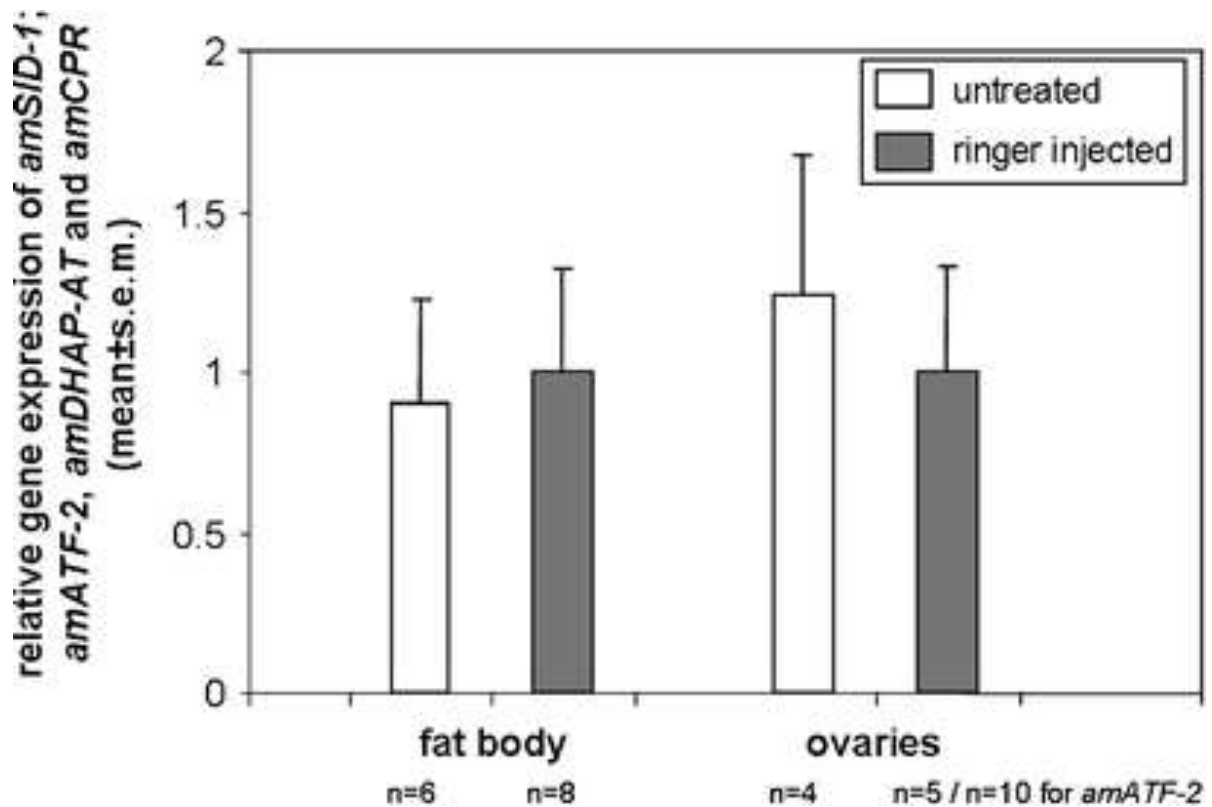 relative gene expression of amSID-1;
amATF-2, amDHAP-AT and amCPR
(mean±s.e.m.)
2
1.5
1
0.5
0
untreated
ringer injected
fat body
ovaries
n=6
n=8
n=4
n=5 / n=10 for amATF-2